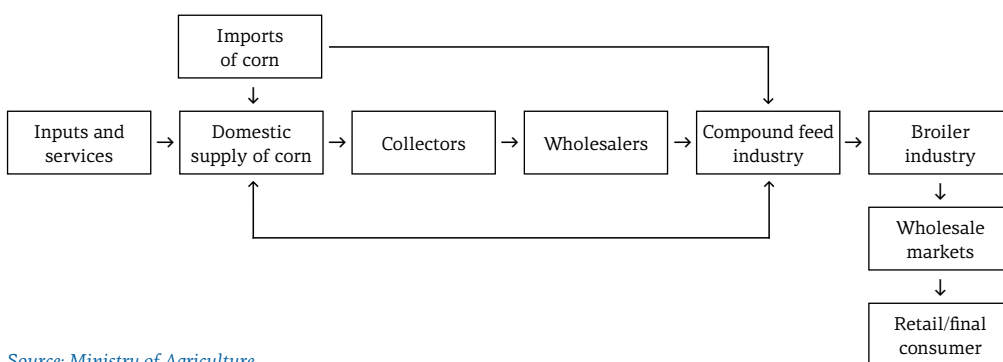 Imports
of corn
Inputs and
services
Domestic
supply of corn
Collectors
Wholesalers
Compound feed
industry
Broiler
industry
Wholesale
markets
Retail/final
consumer
Source: Ministry of Agriculture